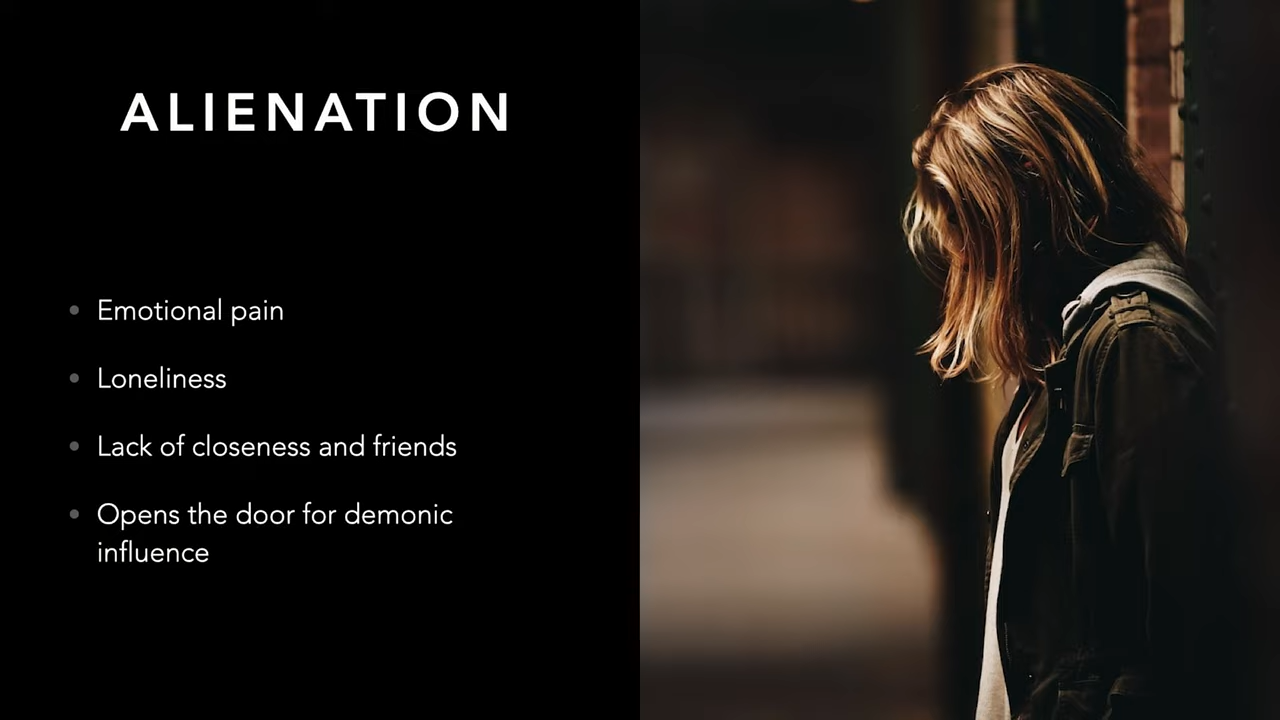 ALIENATION
Emotional pain
Loneliness
Lack of closeness and friends
Opens the door for demonic
influence